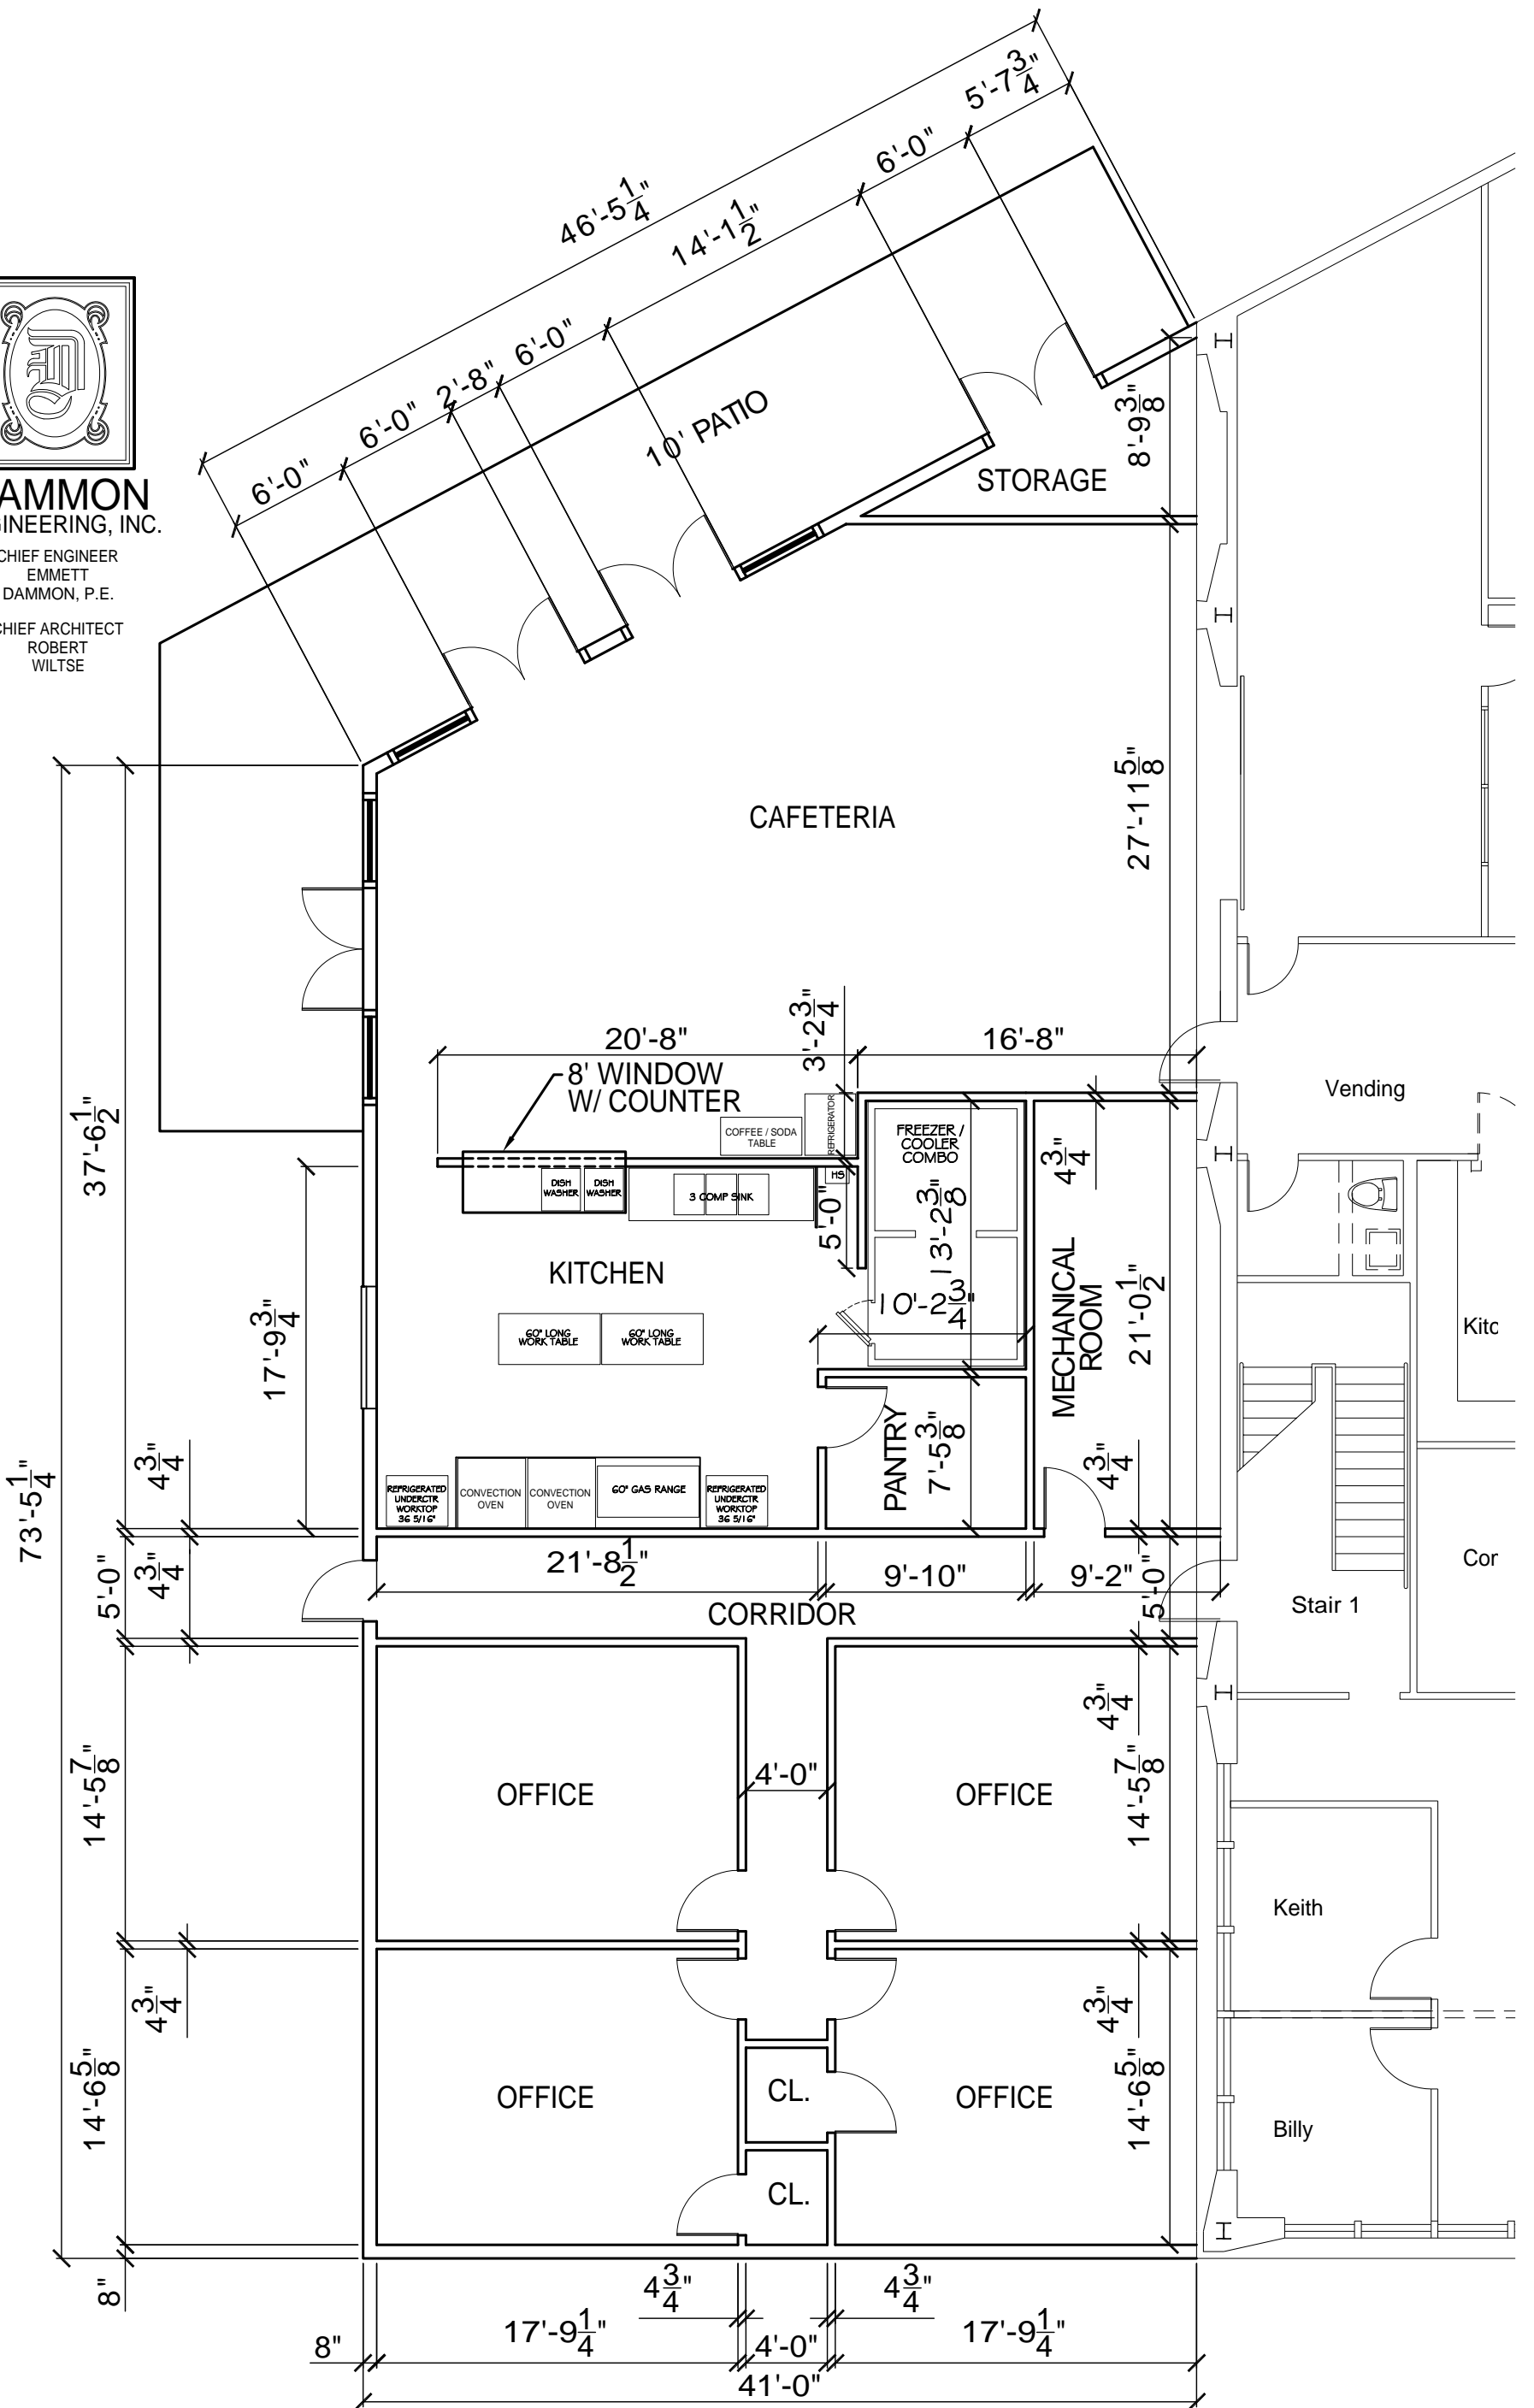 5'-7 3/4"
6'-0"
46'-5 1/4"
14'-1 1/2"
6'-0"
2'-8"
6'-0"
6'-0"
10' PATIO
STORAGE
8'-9 3/8"
AMMON
GINEERING, INC.
CHIEF ENGINEER
EMMETT
DAMMON, P.E.
CHIEF ARCHITECT
ROBERT
WILTSE
CAFETERIA
27'-11 5/8"
37'-6 1/2"
20'-8"
3'-2 3/4"
16'-8"
8' WINDOW
W/ COUNTER
COFFEE / SODA
TABLE
REFRIGERATOR
FREEZER /
COOLER
COMBO
4 3/4"
Vending
DISH
WASHER
DISH
WASHER
3 COMP SINK
HS
5'-0"
13'-2 3/8"
KITCHEN
10'-2 3/4"
MECHANICAL
ROOM
21'-0 1/2"
Kitc
60" LONG
WORK TABLE
60" LONG
WORK TABLE
17'-9 3/4"
PANTRY
7'-5 3/8"
4 3/4"
4 3/4"
73'-5 1/4"
REFRIGERATED
UNDERCTR
WORKTOP
36 5/16"
CONVECTION
OVEN
CONVECTION
OVEN
60" GAS RANGE
REFRIGERATED
UNDERCTR
WORKTOP
36 5/16"
5'-0"
4 3/4"
21'-8 1/2"
9'-10"
9'-2"
5'-0"
Cor
CORRIDOR
Stair 1
4 3/4"
14'-5 7/8"
OFFICE
4'-0"
OFFICE
14'-5 7/8"
Keith
4 3/4"
4 3/4"
14'-6 5/8"
OFFICE
CL.
OFFICE
14'-6 5/8"
Billy
CL.
8"
4 3/4"
4 3/4"
8"
17'-9 1/4"
4'-0"
17'-9 1/4"
41'-0"